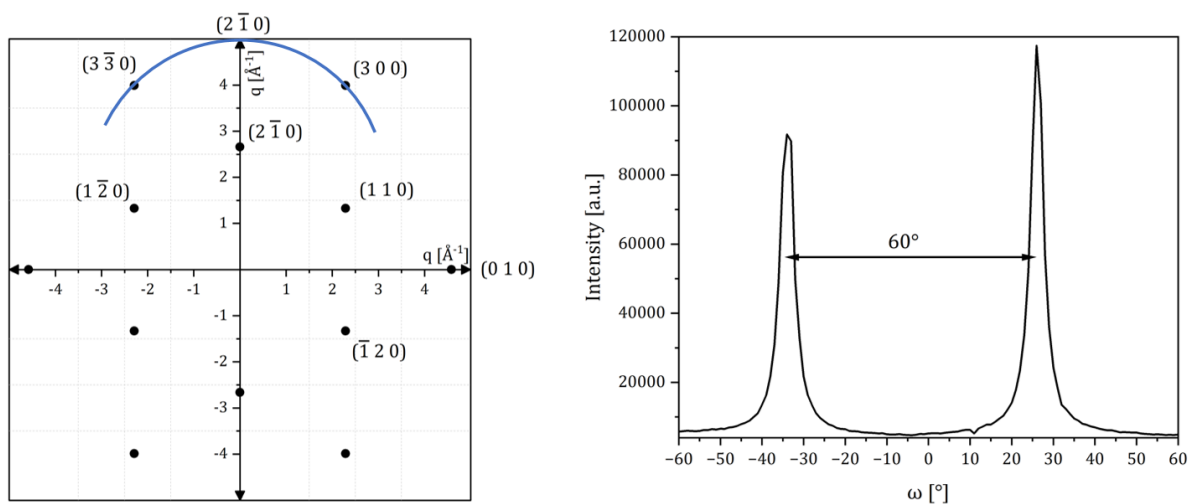 (2 1̅ 0)
q [Å⁻¹]
(3 3̅ 0)
(3 0 0)
4
3
(2 1̅ 0)
2
(1 2̅ 0)
(1 1 0)
1
q [Å⁻¹]
(0 1 0)
-4 -3 -2 -1 1 2 3 4
-1
(1̅ 2 0)
-2
-3
-4
120000
100000
80000
60000
40000
20000
Intensity [a.u.]
60°
−60 −50 −40 −30 −20 −10 0 10 20 30 40 50 60
ω [°]